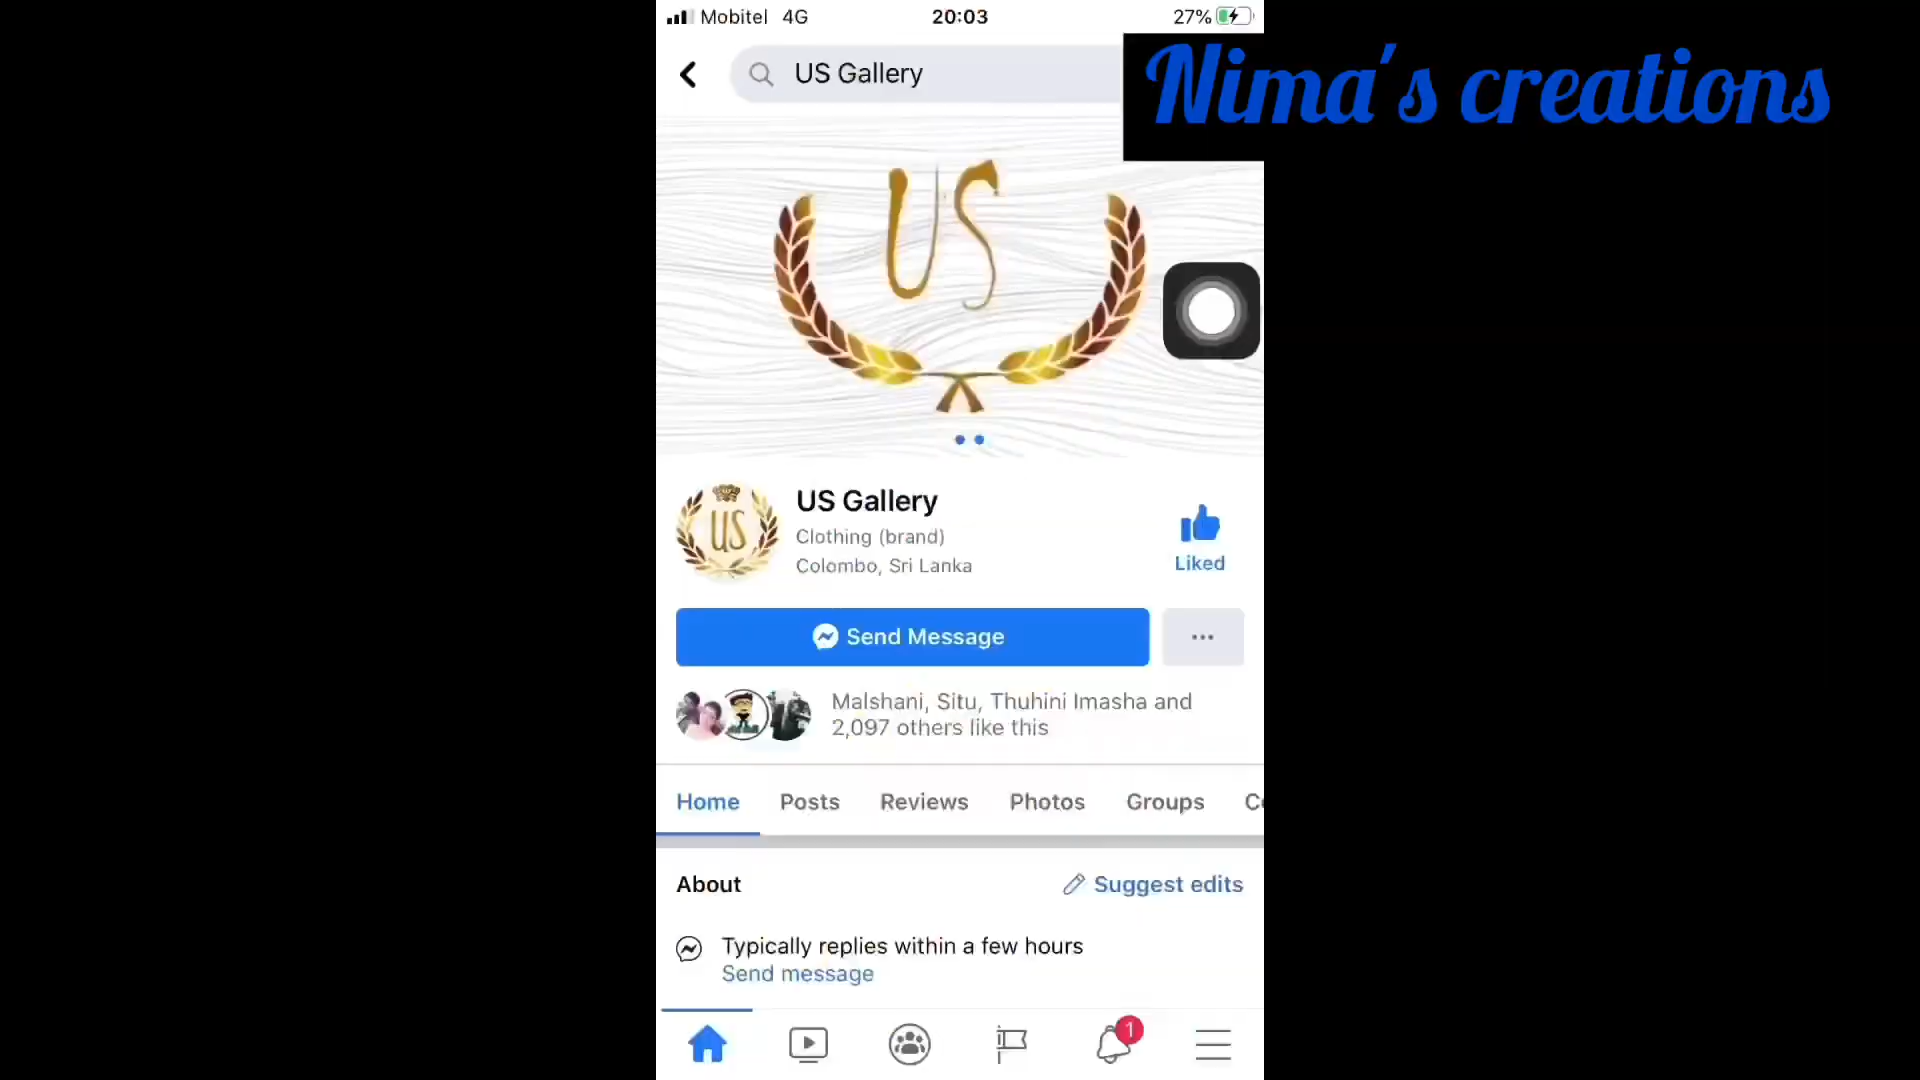 Mobitel 4G 20:03 27%
US Gallery
Nima's creations
US
US
US Gallery
Clothing (brand)
Colombo, Sri Lanka
Liked
Send Message
Malshani, Situ, Thuhini Imasha and
2,097 others like this
Home Posts Reviews Photos Groups
About Suggest edits
Typically replies within a few hours
Send message
1